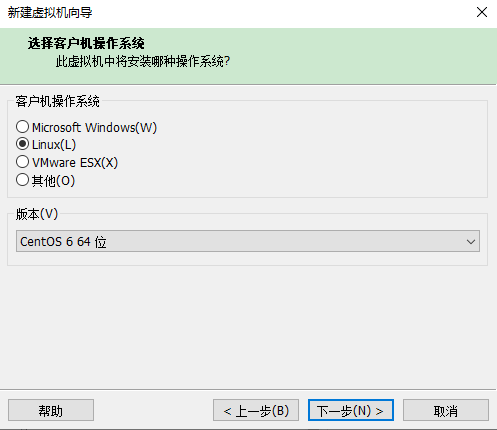 新建虚拟机向导
选择客户机操作系统
此虚拟机中将安装哪种操作系统?
客户机操作系统
Microsoft Windows(W)
Linux(L)
VMware ESX(X)
其他(O)
版本(V)
CentOS 6 64 位
帮助
< 上一步(B)
下一步(N) >
取消